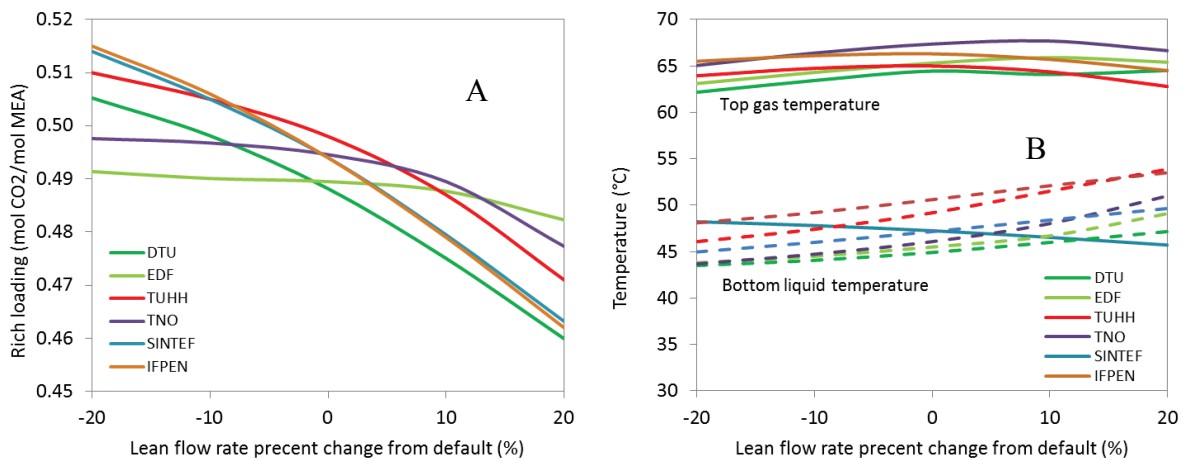 0.52
0.51
0.50
0.49
0.48
0.47
0.46
0.45
Rich loading (mol CO2/mol MEA)
A
DTU
EDF
TUHH
TNO
SINTEF
IFPEN
-20 -10 0 10 20
Lean flow rate precent change from default (%)
70
65
60
55
50
45
40
35
30
Temperature (°C)
Top gas temperature
B
Bottom liquid temperature
DTU
EDF
TUHH
TNO
SINTEF
IFPEN
-20 -10 0 10 20
Lean flow rate precent change from default (%)